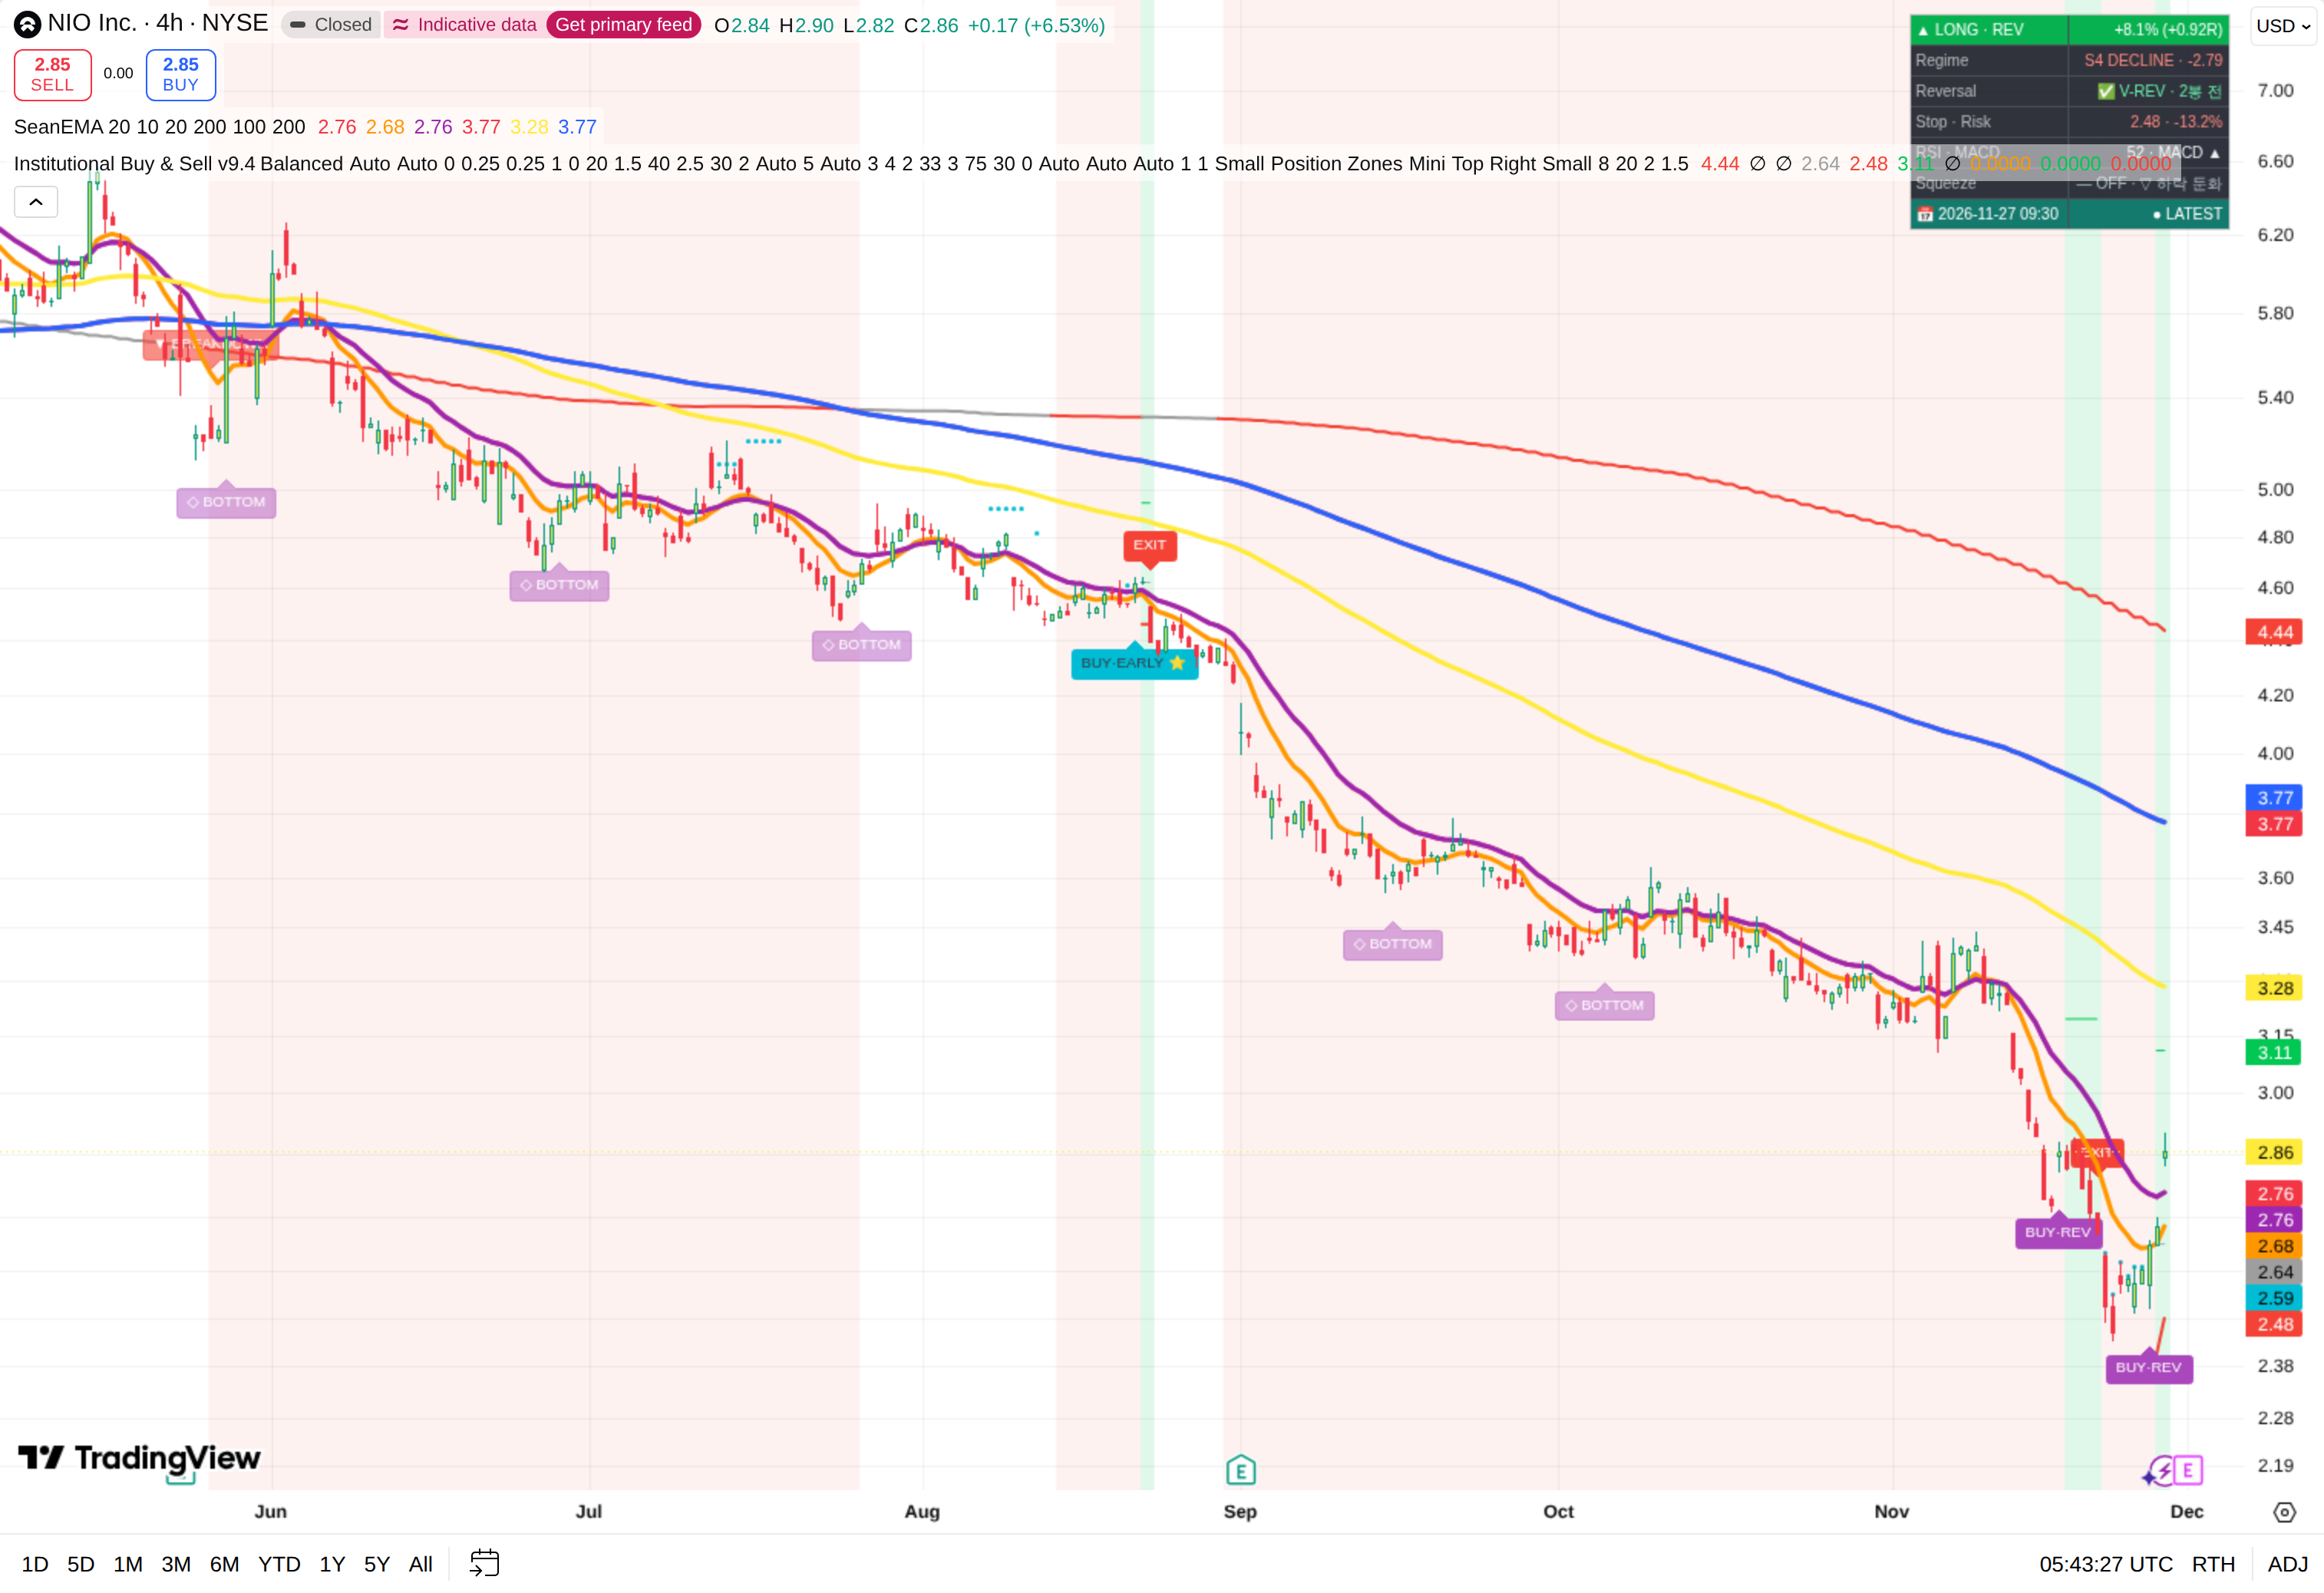 NIO Inc. · 4h · NYSE Closed Indicative data Get primary feed O2.84 H2.90 L2.82 C2.86 +0.17 (+6.53%)
2.85 SELL 0.00 2.85 BUY
SeanEMA 20 10 20 200 100 200 2.76 2.68 2.76 3.77 3.28 3.77
Institutional Buy & Sell v9.4 Balanced Auto Auto 0 0.25 0.25 1 0 20 1.5 40 2.5 30 2 Auto 5 Auto 3 4 2 33 3 75 30 0 Auto Auto Auto 1 1 Small Position Zones Mini Top Right Small 8 20 2 1.5 4.44 ∅ ∅ 2.64 2.48 3.11 ∅ 0.0000 0.0000 0.0000
▲ LONG · REV +8.1% (+0.92R)
Regime S4 DECLINE · -2.79
Reversal ✅ V-REV · 2봉 전
Stop · Risk 2.48 · -13.2%
RSI · MACD 52 · MACD ▲
Squeeze — OFF · ▽ 하락 둔화
📅 2026-11-27 09:30 ● LATEST
USD
7.00
6.60
6.20
5.80
5.40
5.00
4.80
4.60
4.44
4.20
4.00
3.77
3.77
3.60
3.45
3.28
3.15
3.11
3.00
2.86
2.76
2.76
2.68
2.64
2.59
2.48
2.38
2.28
2.19
◇ BOTTOM
◇ BOTTOM
◇ BOTTOM
EXIT
BUY·EARLY ⭐
◇ BOTTOM
◇ BOTTOM
EXIT
BUY·REV
BUY·REV
TradingView
E
E
Jun Jul Aug Sep Oct Nov Dec
1D 5D 1M 3M 6M YTD 1Y 5Y All 05:43:27 UTC RTH ADJ